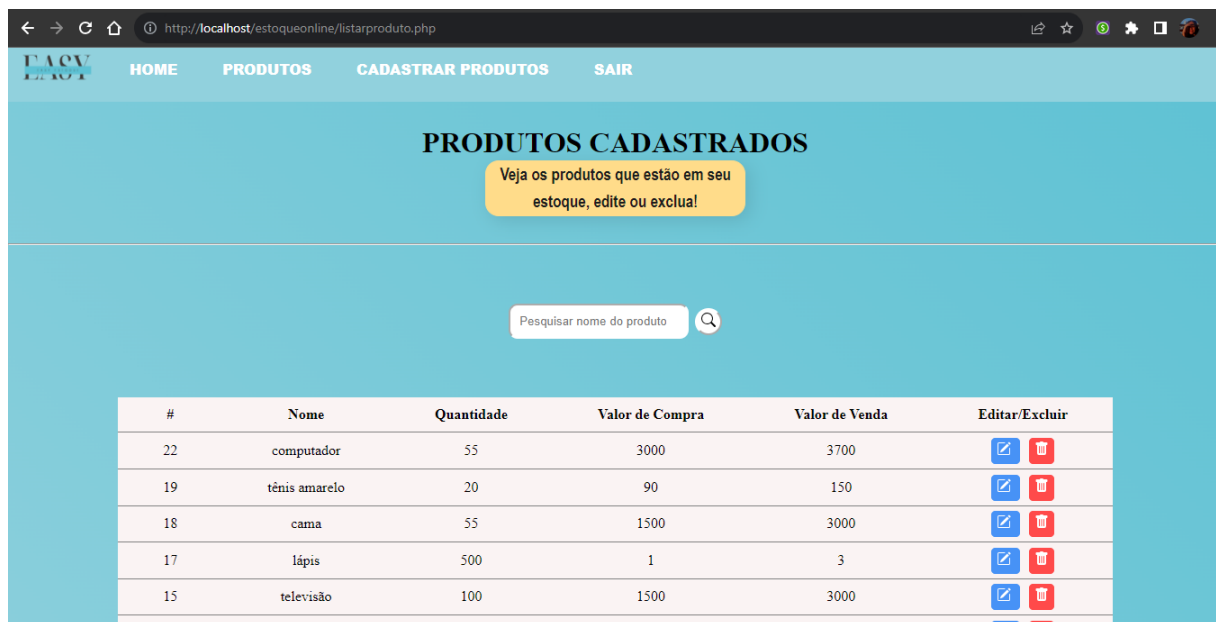 http://localhost/estoqueonline/listarproduto.php
EASY
HOME PRODUTOS CADASTRAR PRODUTOS SAIR
PRODUTOS CADASTRADOS
Veja os produtos que estão em seu
estoque, edite ou exclua!
Pesquisar nome do produto
# Nome Quantidade Valor de Compra Valor de Venda Editar/Excluir
22 computador 55 3000 3700
19 tênis amarelo 20 90 150
18 cama 55 1500 3000
17 lápis 500 1 3
15 televisão 100 1500 3000